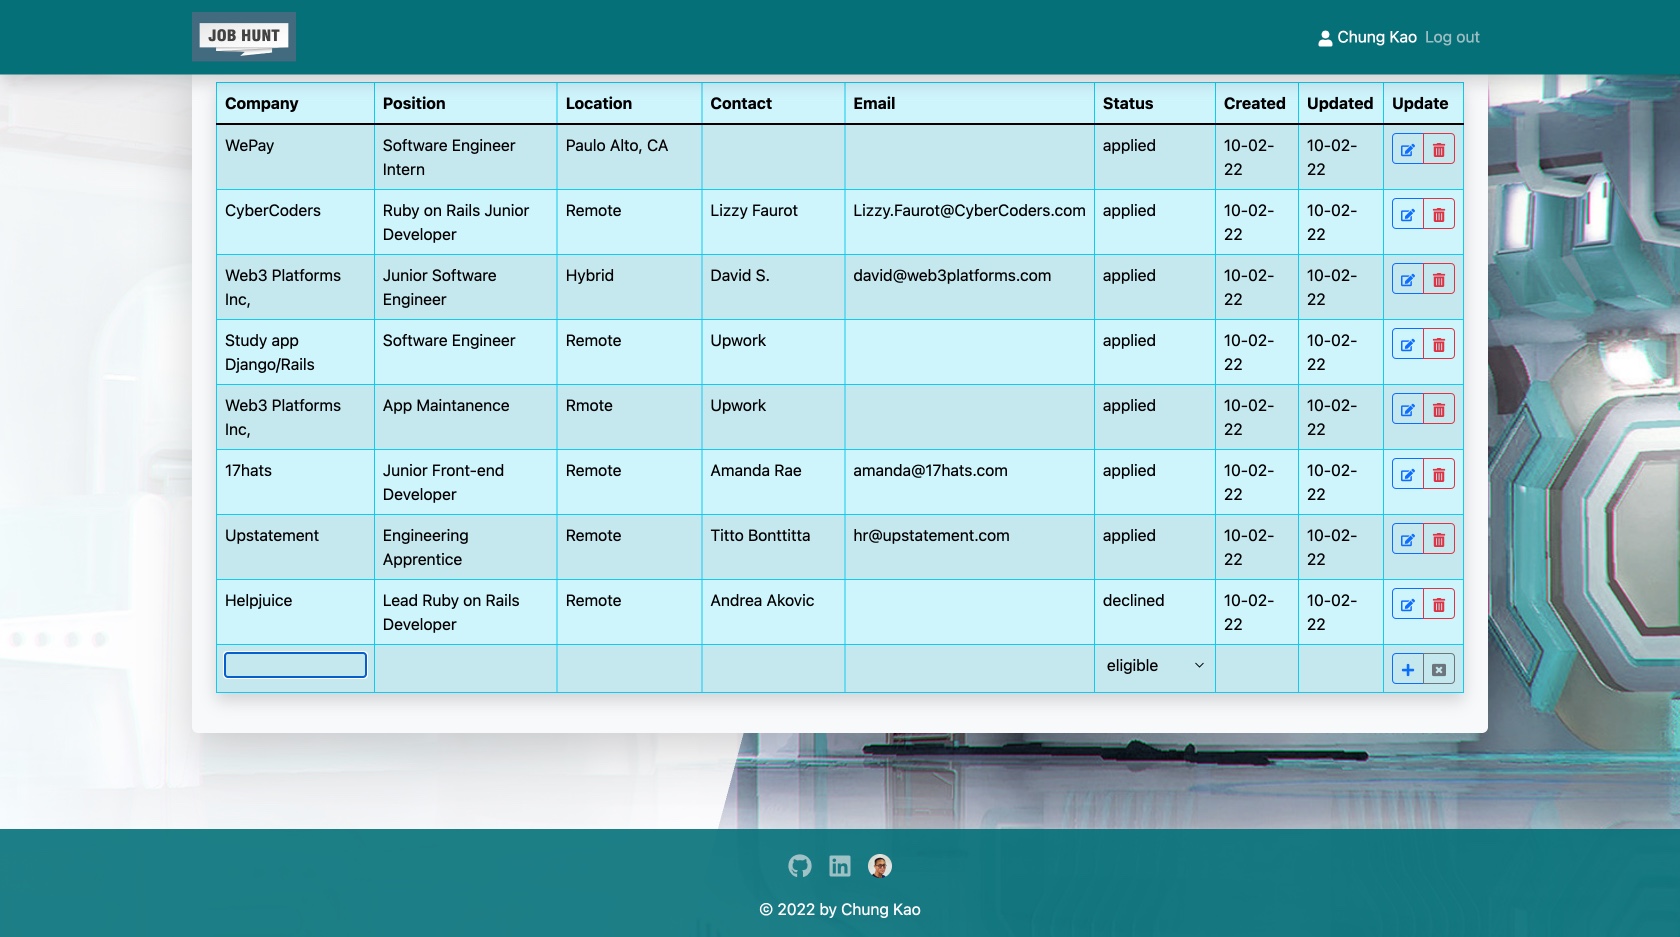 JOB HUNT
Chung Kao Log out
Company Position Location Contact Email Status Created Updated Update
WePay Software Engineer Paulo Alto, CA applied 10-02- 10-02-
Intern 22 22
CyberCoders Ruby on Rails Junior Remote Lizzy Faurot Lizzy.Faurot@CyberCoders.com applied 10-02- 10-02-
Developer 22 22
Web3 Platforms Junior Software Hybrid David S. david@web3platforms.com applied 10-02- 10-02-
Inc, Engineer 22 22
Study app Software Engineer Remote Upwork applied 10-02- 10-02-
Django/Rails 22 22
Web3 Platforms App Maintanence Rmote Upwork applied 10-02- 10-02-
Inc, 22 22
17hats Junior Front-end Remote Amanda Rae amanda@17hats.com applied 10-02- 10-02-
Developer 22 22
Upstatement Engineering Remote Titto Bonttitta hr@upstatement.com applied 10-02- 10-02-
Apprentice 22 22
Helpjuice Lead Ruby on Rails Remote Andrea Akovic declined 10-02- 10-02-
Developer 22 22
eligible
© 2022 by Chung Kao